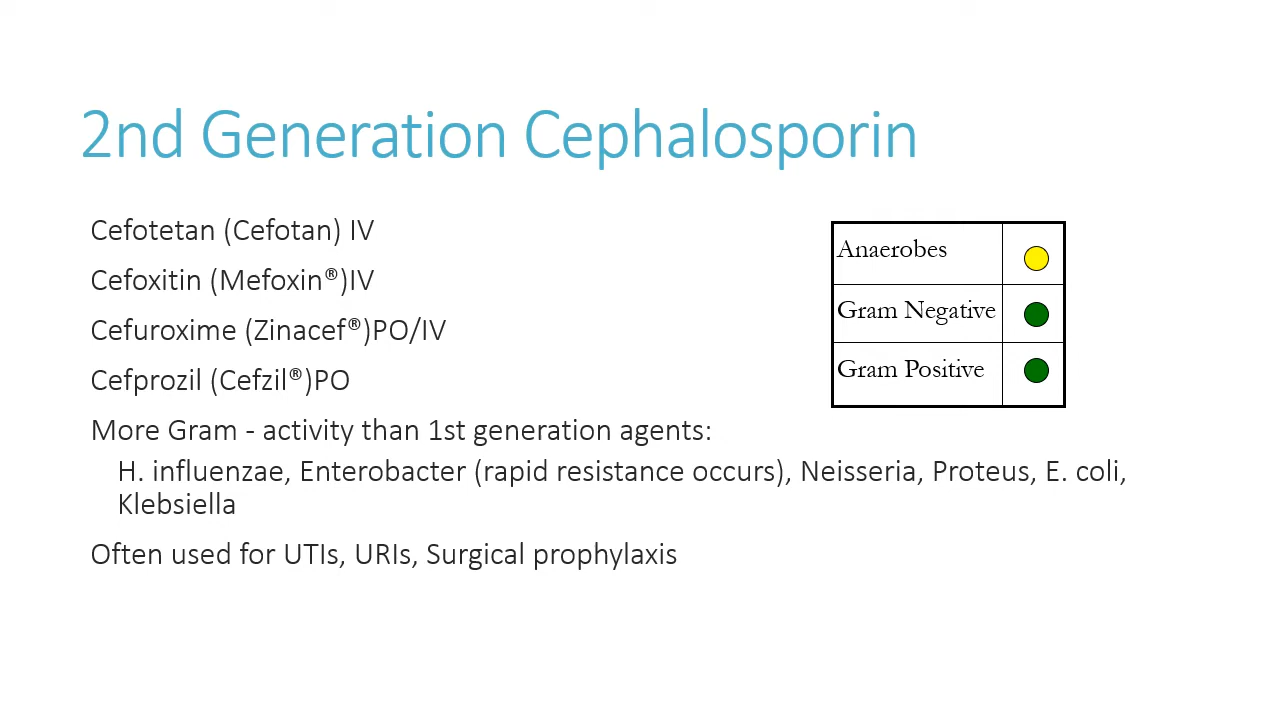 2nd Generation Cephalosporin
Cefotetan (Cefotan) IV
Cefoxitin (Mefoxin®)IV
Cefuroxime (Zinacef®)PO/IV
Cefprozil (Cefzil®)PO
More Gram - activity than 1st generation agents:
H. influenzae, Enterobacter (rapid resistance occurs), Neisseria, Proteus, E. coli,
Klebsiella
Often used for UTIs, URIs, Surgical prophylaxis
Anaerobes
Gram Negative
Gram Positive